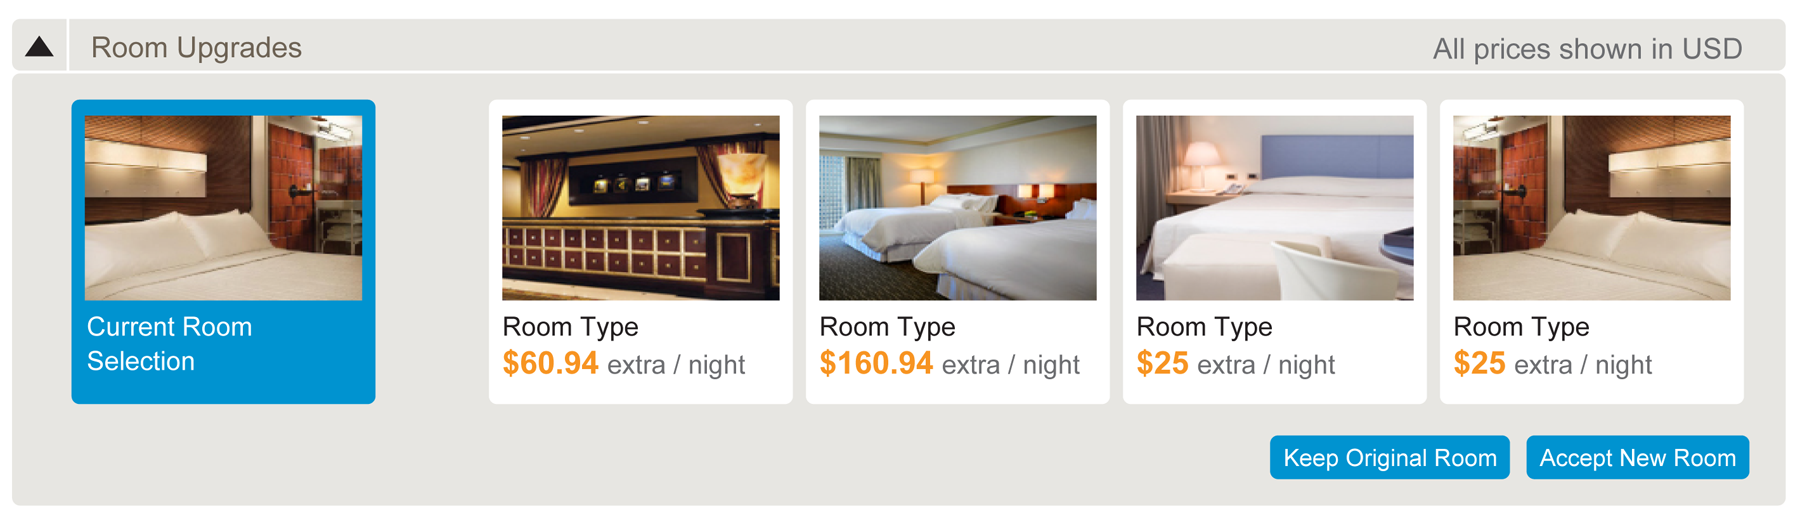 Room Upgrades
All prices shown in USD
Current Room
Selection
Room Type
$60.94 extra / night
Room Type
$160.94 extra / night
Room Type
$25 extra / night
Room Type
$25 extra / night
Keep Original Room
Accept New Room